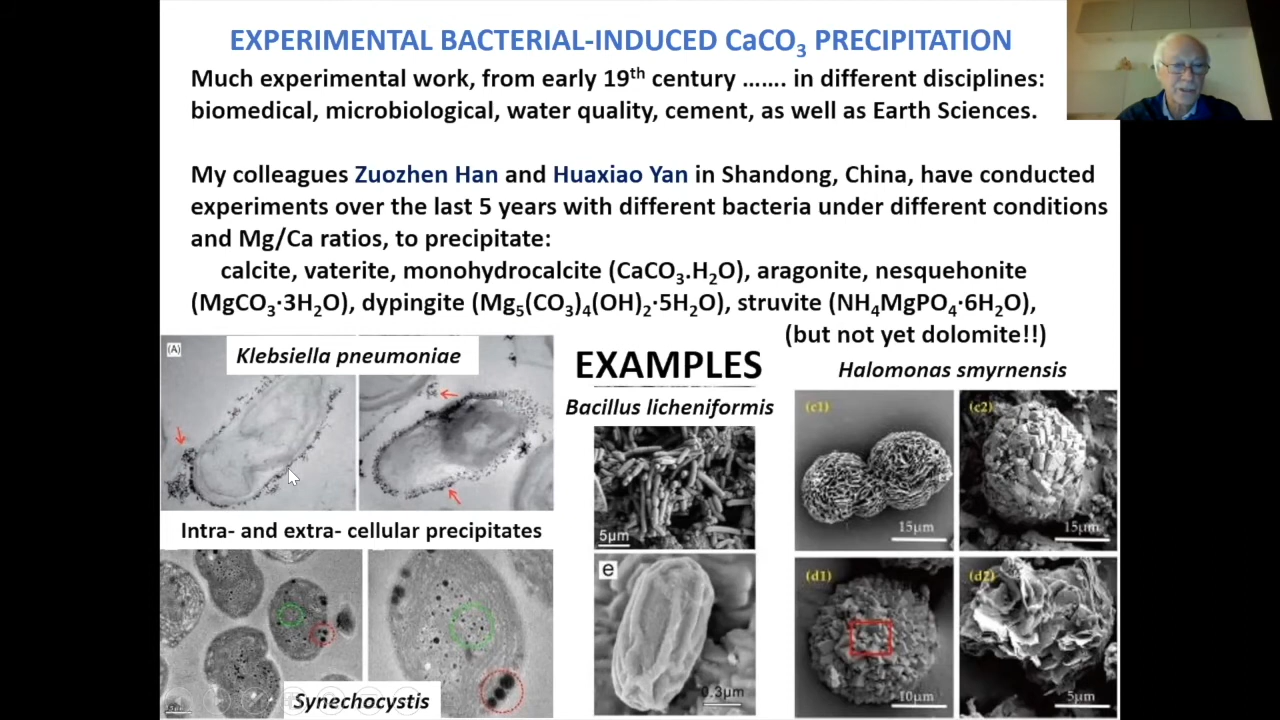 EXPERIMENTAL BACTERIAL-INDUCED CaCO₃ PRECIPITATION
Much experimental work, from early 19ᵗʰ century ....... in different disciplines:
biomedical, microbiological, water quality, cement, as well as Earth Sciences.
My colleagues Zuozhen Han and Huaxiao Yan in Shandong, China, have conducted
experiments over the last 5 years with different bacteria under different conditions
and Mg/Ca ratios, to precipitate:
calcite, vaterite, monohydrocalcite (CaCO₃.H₂O), aragonite, nesquehonite
(MgCO₃·3H₂O), dypingite (Mg₅(CO₃)₄(OH)₂·5H₂O), struvite (NH₄MgPO₄·6H₂O),
(but not yet dolomite!!)
(A)
Klebsiella pneumoniae
Intra- and extra- cellular precipitates
Synechocystis
EXAMPLES
Bacillus licheniformis
5μm
e
0.3μm
Halomonas smyrnensis
(c1)
15μm
(c2)
15μm
(d1)
10μm
(d2)
5μm